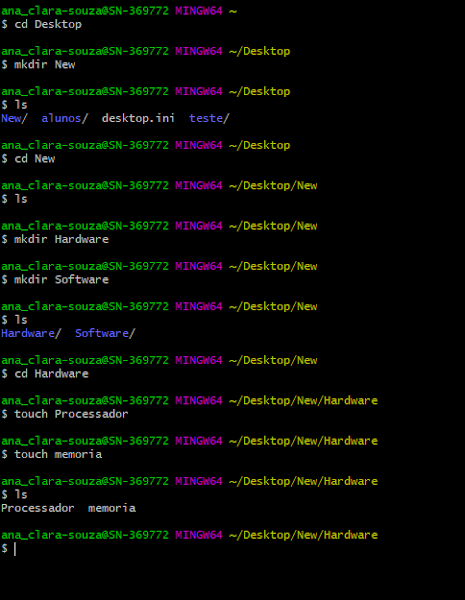 ana_clara-souza@SN-369772 MINGW64 ~
$ cd Desktop
ana_clara-souza@SN-369772 MINGW64 ~/Desktop
$ mkdir New
ana_clara-souza@SN-369772 MINGW64 ~/Desktop
$ ls
New/  alunos/  desktop.ini  teste/
ana_clara-souza@SN-369772 MINGW64 ~/Desktop
$ cd New
ana_clara-souza@SN-369772 MINGW64 ~/Desktop/New
$ ls
ana_clara-souza@SN-369772 MINGW64 ~/Desktop/New
$ mkdir Hardware
ana_clara-souza@SN-369772 MINGW64 ~/Desktop/New
$ mkdir Software
ana_clara-souza@SN-369772 MINGW64 ~/Desktop/New
$ ls
Hardware/  Software/
ana_clara-souza@SN-369772 MINGW64 ~/Desktop/New
$ cd Hardware
ana_clara-souza@SN-369772 MINGW64 ~/Desktop/New/Hardware
$ touch Processador
ana_clara-souza@SN-369772 MINGW64 ~/Desktop/New/Hardware
$ touch memoria
ana_clara-souza@SN-369772 MINGW64 ~/Desktop/New/Hardware
$ ls
Processador  memoria
ana_clara-souza@SN-369772 MINGW64 ~/Desktop/New/Hardware
$